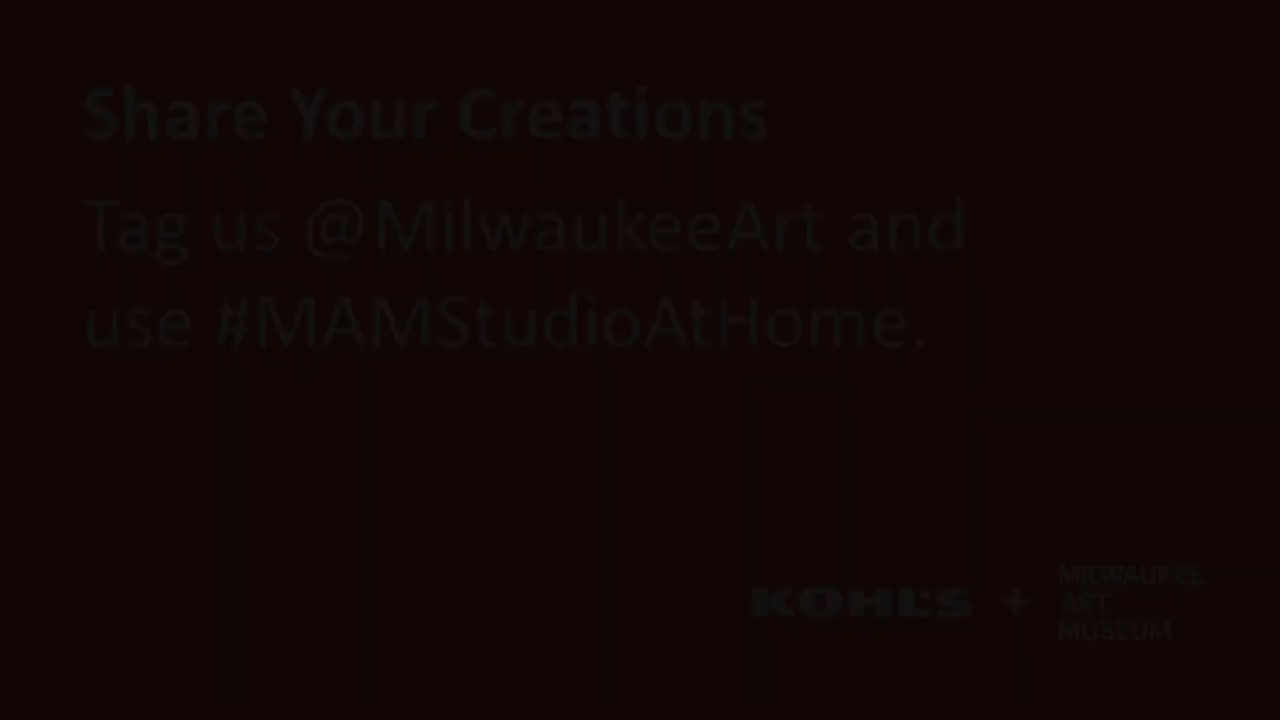 Share Your Creations
Tag us @MilwaukeeArt and
use #MAMStudioAtHome.
KOHL'S + MILWAUKEE
ART
MUSEUM